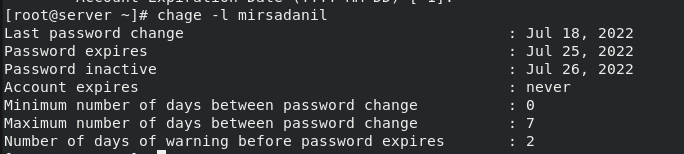 Account Expiration Date (YYYY-MM-DD) [-1]:
[root@server ~]# chage -l mirsadanil
Last password change : Jul 18, 2022
Password expires : Jul 25, 2022
Password inactive : Jul 26, 2022
Account expires : never
Minimum number of days between password change : 0
Maximum number of days between password change : 7
Number of days of warning before password expires : 2